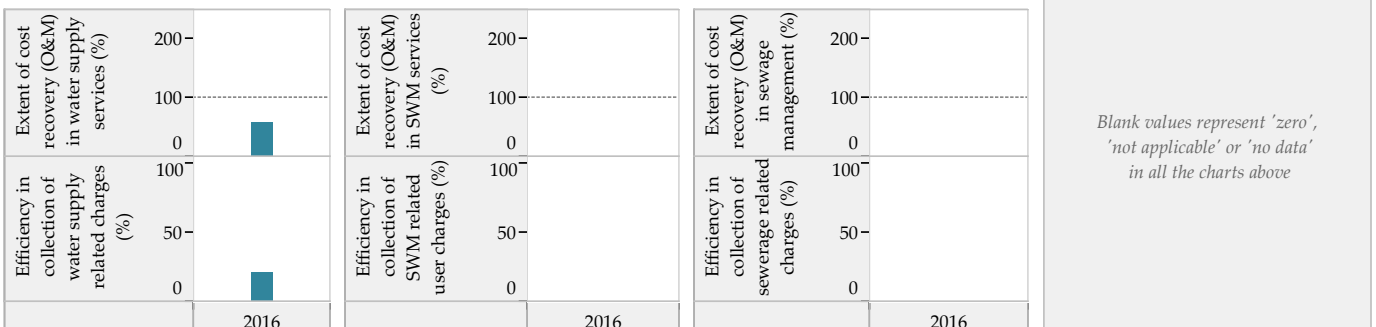 Extent of cost
recovery (O&M)
in water supply
services (%)
200
100
0
Efficiency in
collection of
water supply
related charges
(%)
100
50
0
2016
Extent of cost
recovery (O&M)
in SWM services
(%)
200
100
0
Efficiency in
collection of
SWM related
user charges (%)
100
50
0
2016
Extent of cost
recovery (O&M)
in sewage
management (%)
200
100
0
Efficiency in
collection of
sewerage related
charges (%)
100
50
0
2016
Blank values represent 'zero',
'not applicable' or 'no data'
in all the charts above